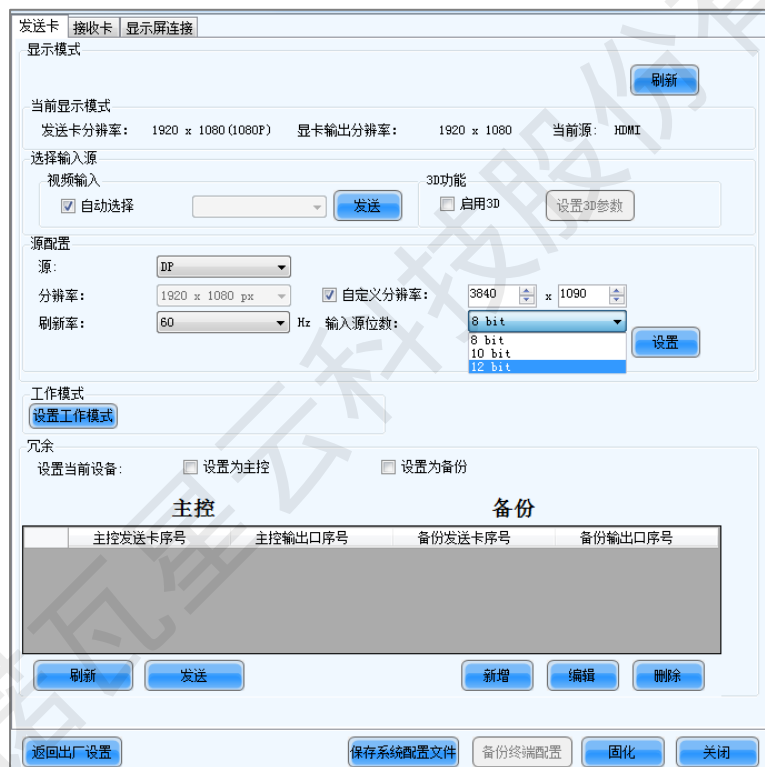 发送卡 接收卡 显示屏连接
显示模式
刷新
当前显示模式
发送卡分辨率: 1920 x 1080(1080P) 显卡输出分辨率: 1920 x 1080 当前源: HDMI
选择输入源
视频输入 3D功能
自动选择 发送 启用3D 设置3D参数
源配置
源: DP
分辨率: 1920 x 1080 px 自定义分辨率: 3840 x 1090
刷新率: 60 Hz 输入源位数: 8 bit
8 bit
10 bit
12 bit
设置
工作模式
设置工作模式
冗余
设置当前设备: 设置为主控 设置为备份
主控 备份
主控发送卡序号 主控输出口序号 备份发送卡序号 备份输出口序号
刷新 发送 新增 编辑 删除
返回出厂设置 保存系统配置文件 备份终端配置 固化 关闭
诺瓦星云科技股份有